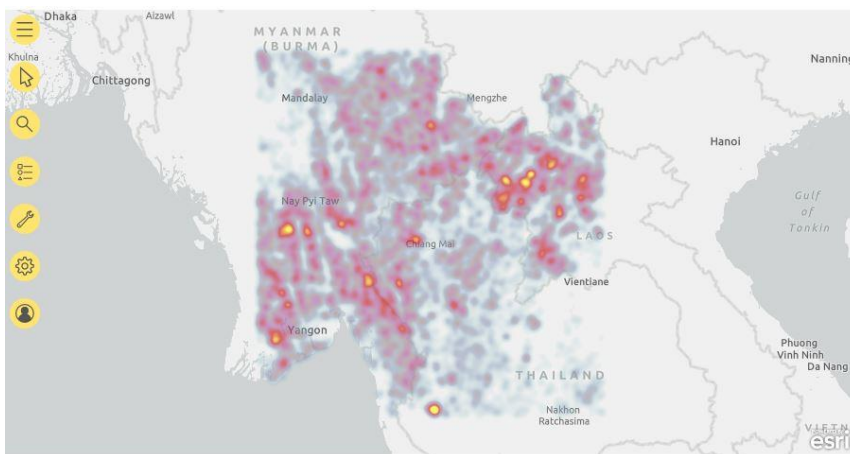 Dhaka
Aizawl
MYANMAR
(BURMA)
Khulna
Nanning
Chittagong
Mandalay
Mengzhe
Hanoi
Nay Pyi Taw
Gulf
of
Tonkin
Chiang Mai
LAOS
Vientiane
Yangon
Phuong
Vinh Ninh
Da Nang
THAILAND
Nakhon
Ratchasima
VIETN
esri